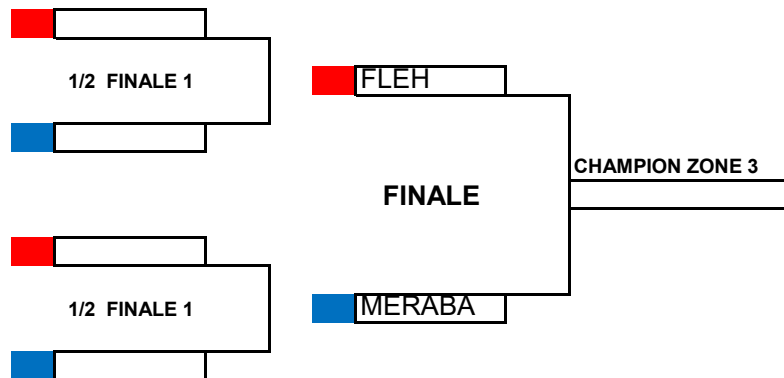 1/2 FINALE 1
FLEH
CHAMPION ZONE 3
FINALE
1/2 FINALE 1
MERABA